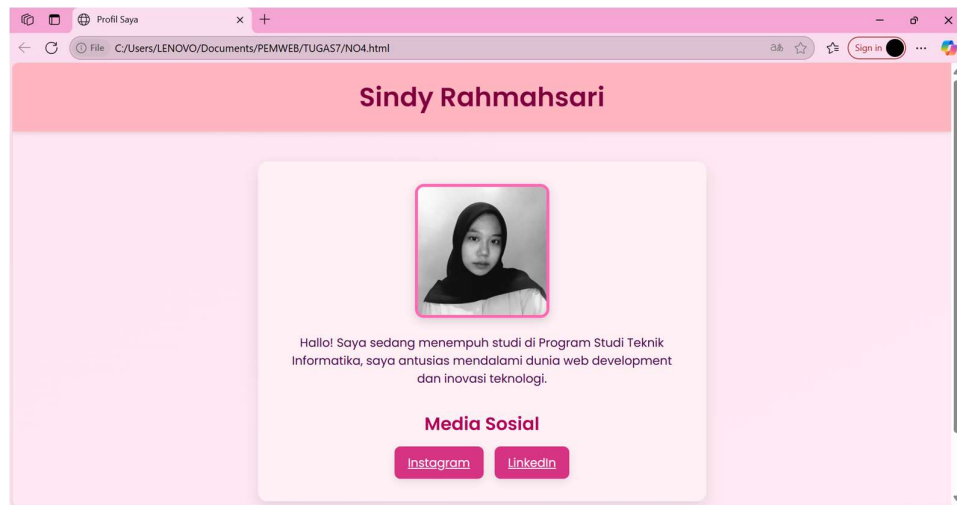 Profil Saya
File C:/Users/LENOVO/Documents/PEMWEB/TUGAS7/NO4.html
Sign in
Sindy Rahmahsari
Hallo! Saya sedang menempuh studi di Program Studi Teknik
Informatika, saya antusias mendalami dunia web development
dan inovasi teknologi.
Media Sosial
Instagram LinkedIn